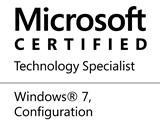 Microsoft
CERTIFIED
Technology Specialist
Windows® 7,
Configuration